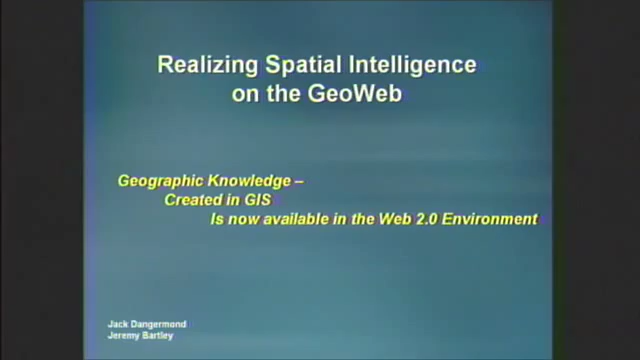 Realizing Spatial Intelligence
on the GeoWeb
Geographic Knowledge –
Created in GIS
Is now available in the Web 2.0 Environment
Jack Dangermond
Jeremy Bartley